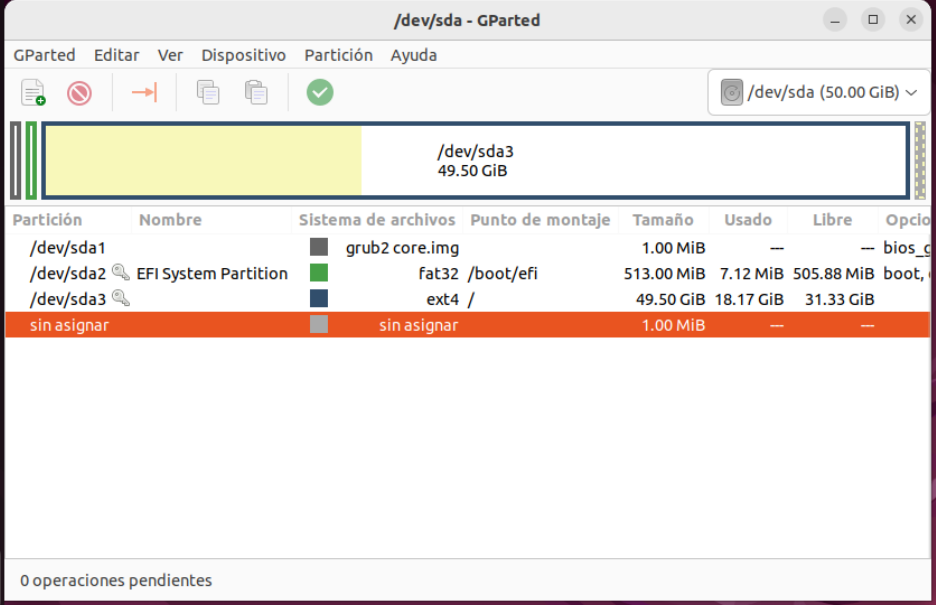 /dev/sda - GParted
GParted Editar Ver Dispositivo Partición Ayuda
/dev/sda (50.00 GiB)
/dev/sda3
49.50 GiB
Partición Nombre Sistema de archivos Punto de montaje Tamaño Usado Libre Opcio
/dev/sda1 grub2 core.img 1.00 MiB --- --- bios_g
/dev/sda2 EFI System Partition fat32 /boot/efi 513.00 MiB 7.12 MiB 505.88 MiB boot,
/dev/sda3 ext4 / 49.50 GiB 18.17 GiB 31.33 GiB
sin asignar sin asignar 1.00 MiB --- ---
0 operaciones pendientes